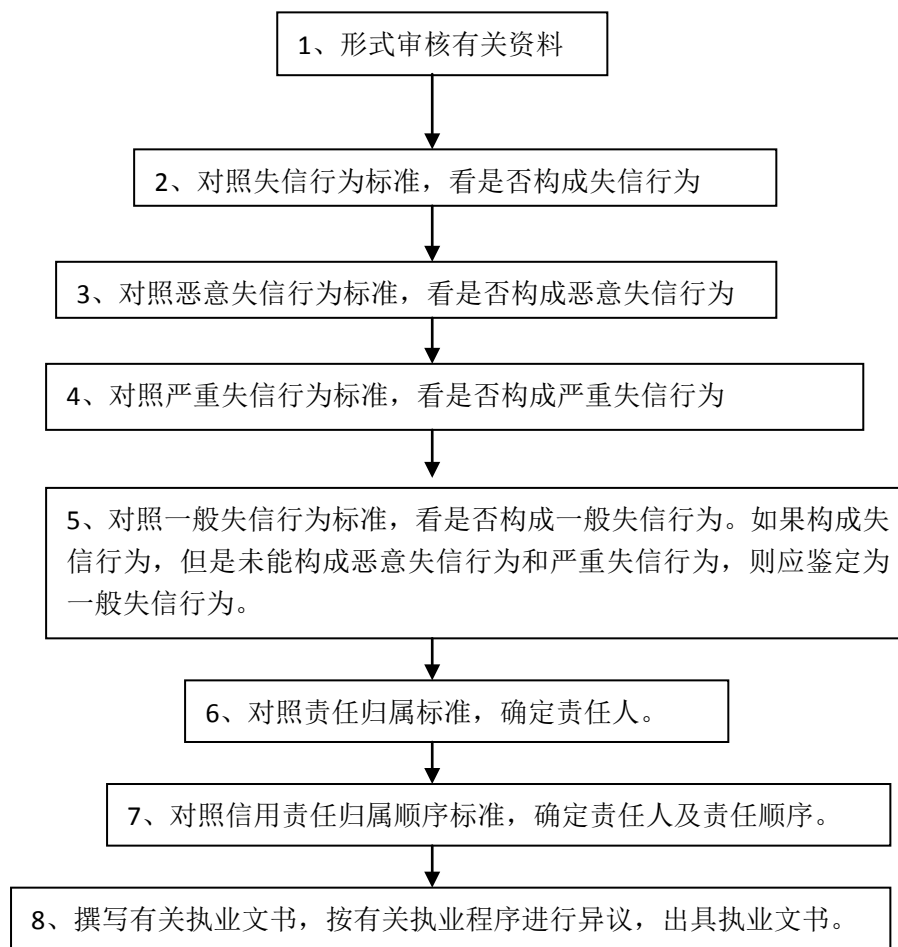 1、形式审核有关资料
2、对照失信行为标准，看是否构成失信行为
3、对照恶意失信行为标准，看是否构成恶意失信行为
4、对照严重失信行为标准，看是否构成严重失信行为
5、对照一般失信行为标准，看是否构成一般失信行为。如果构成失
信行为，但是未能构成恶意失信行为和严重失信行为，则应鉴定为
一般失信行为。
6、对照责任归属标准，确定责任人。
7、对照信用责任归属顺序标准，确定责任人及责任顺序。
8、撰写有关执业文书，按有关执业程序进行异议，出具执业文书。